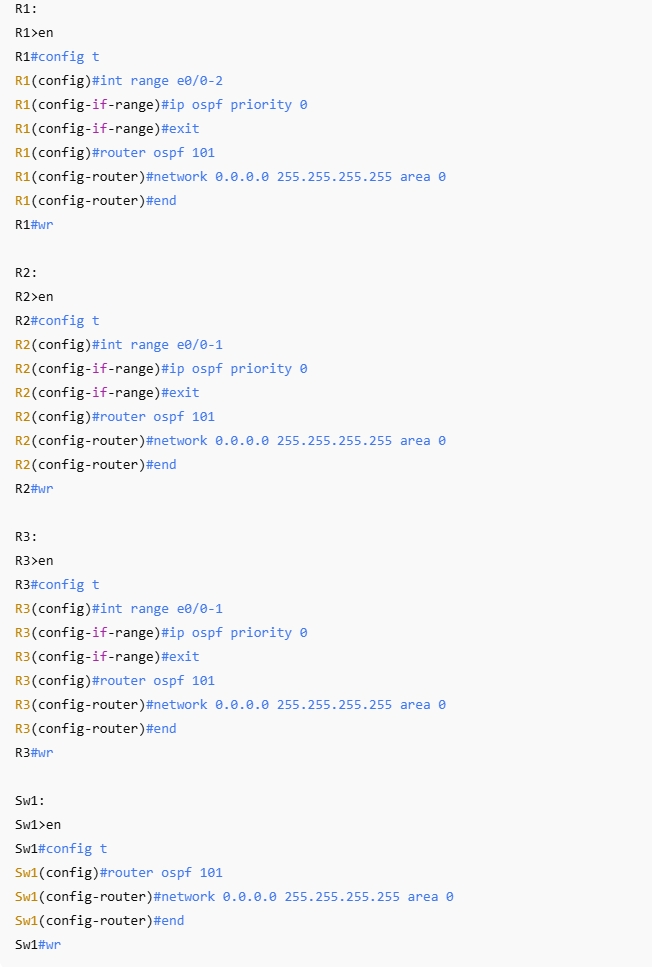 R1:
R1>en
R1#config t
R1(config)#int range e0/0-2
R1(config-if-range)#ip ospf priority 0
R1(config-if-range)#exit
R1(config)#router ospf 101
R1(config-router)#network 0.0.0.0 255.255.255.255 area 0
R1(config-router)#end
R1#wr

R2:
R2>en
R2#config t
R2(config)#int range e0/0-1
R2(config-if-range)#ip ospf priority 0
R2(config-if-range)#exit
R2(config)#router ospf 101
R2(config-router)#network 0.0.0.0 255.255.255.255 area 0
R2(config-router)#end
R2#wr

R3:
R3>en
R3#config t
R3(config)#int range e0/0-1
R3(config-if-range)#ip ospf priority 0
R3(config-if-range)#exit
R3(config)#router ospf 101
R3(config-router)#network 0.0.0.0 255.255.255.255 area 0
R3(config-router)#end
R3#wr

Sw1:
Sw1>en
Sw1#config t
Sw1(config)#router ospf 101
Sw1(config-router)#network 0.0.0.0 255.255.255.255 area 0
Sw1(config-router)#end
Sw1#wr